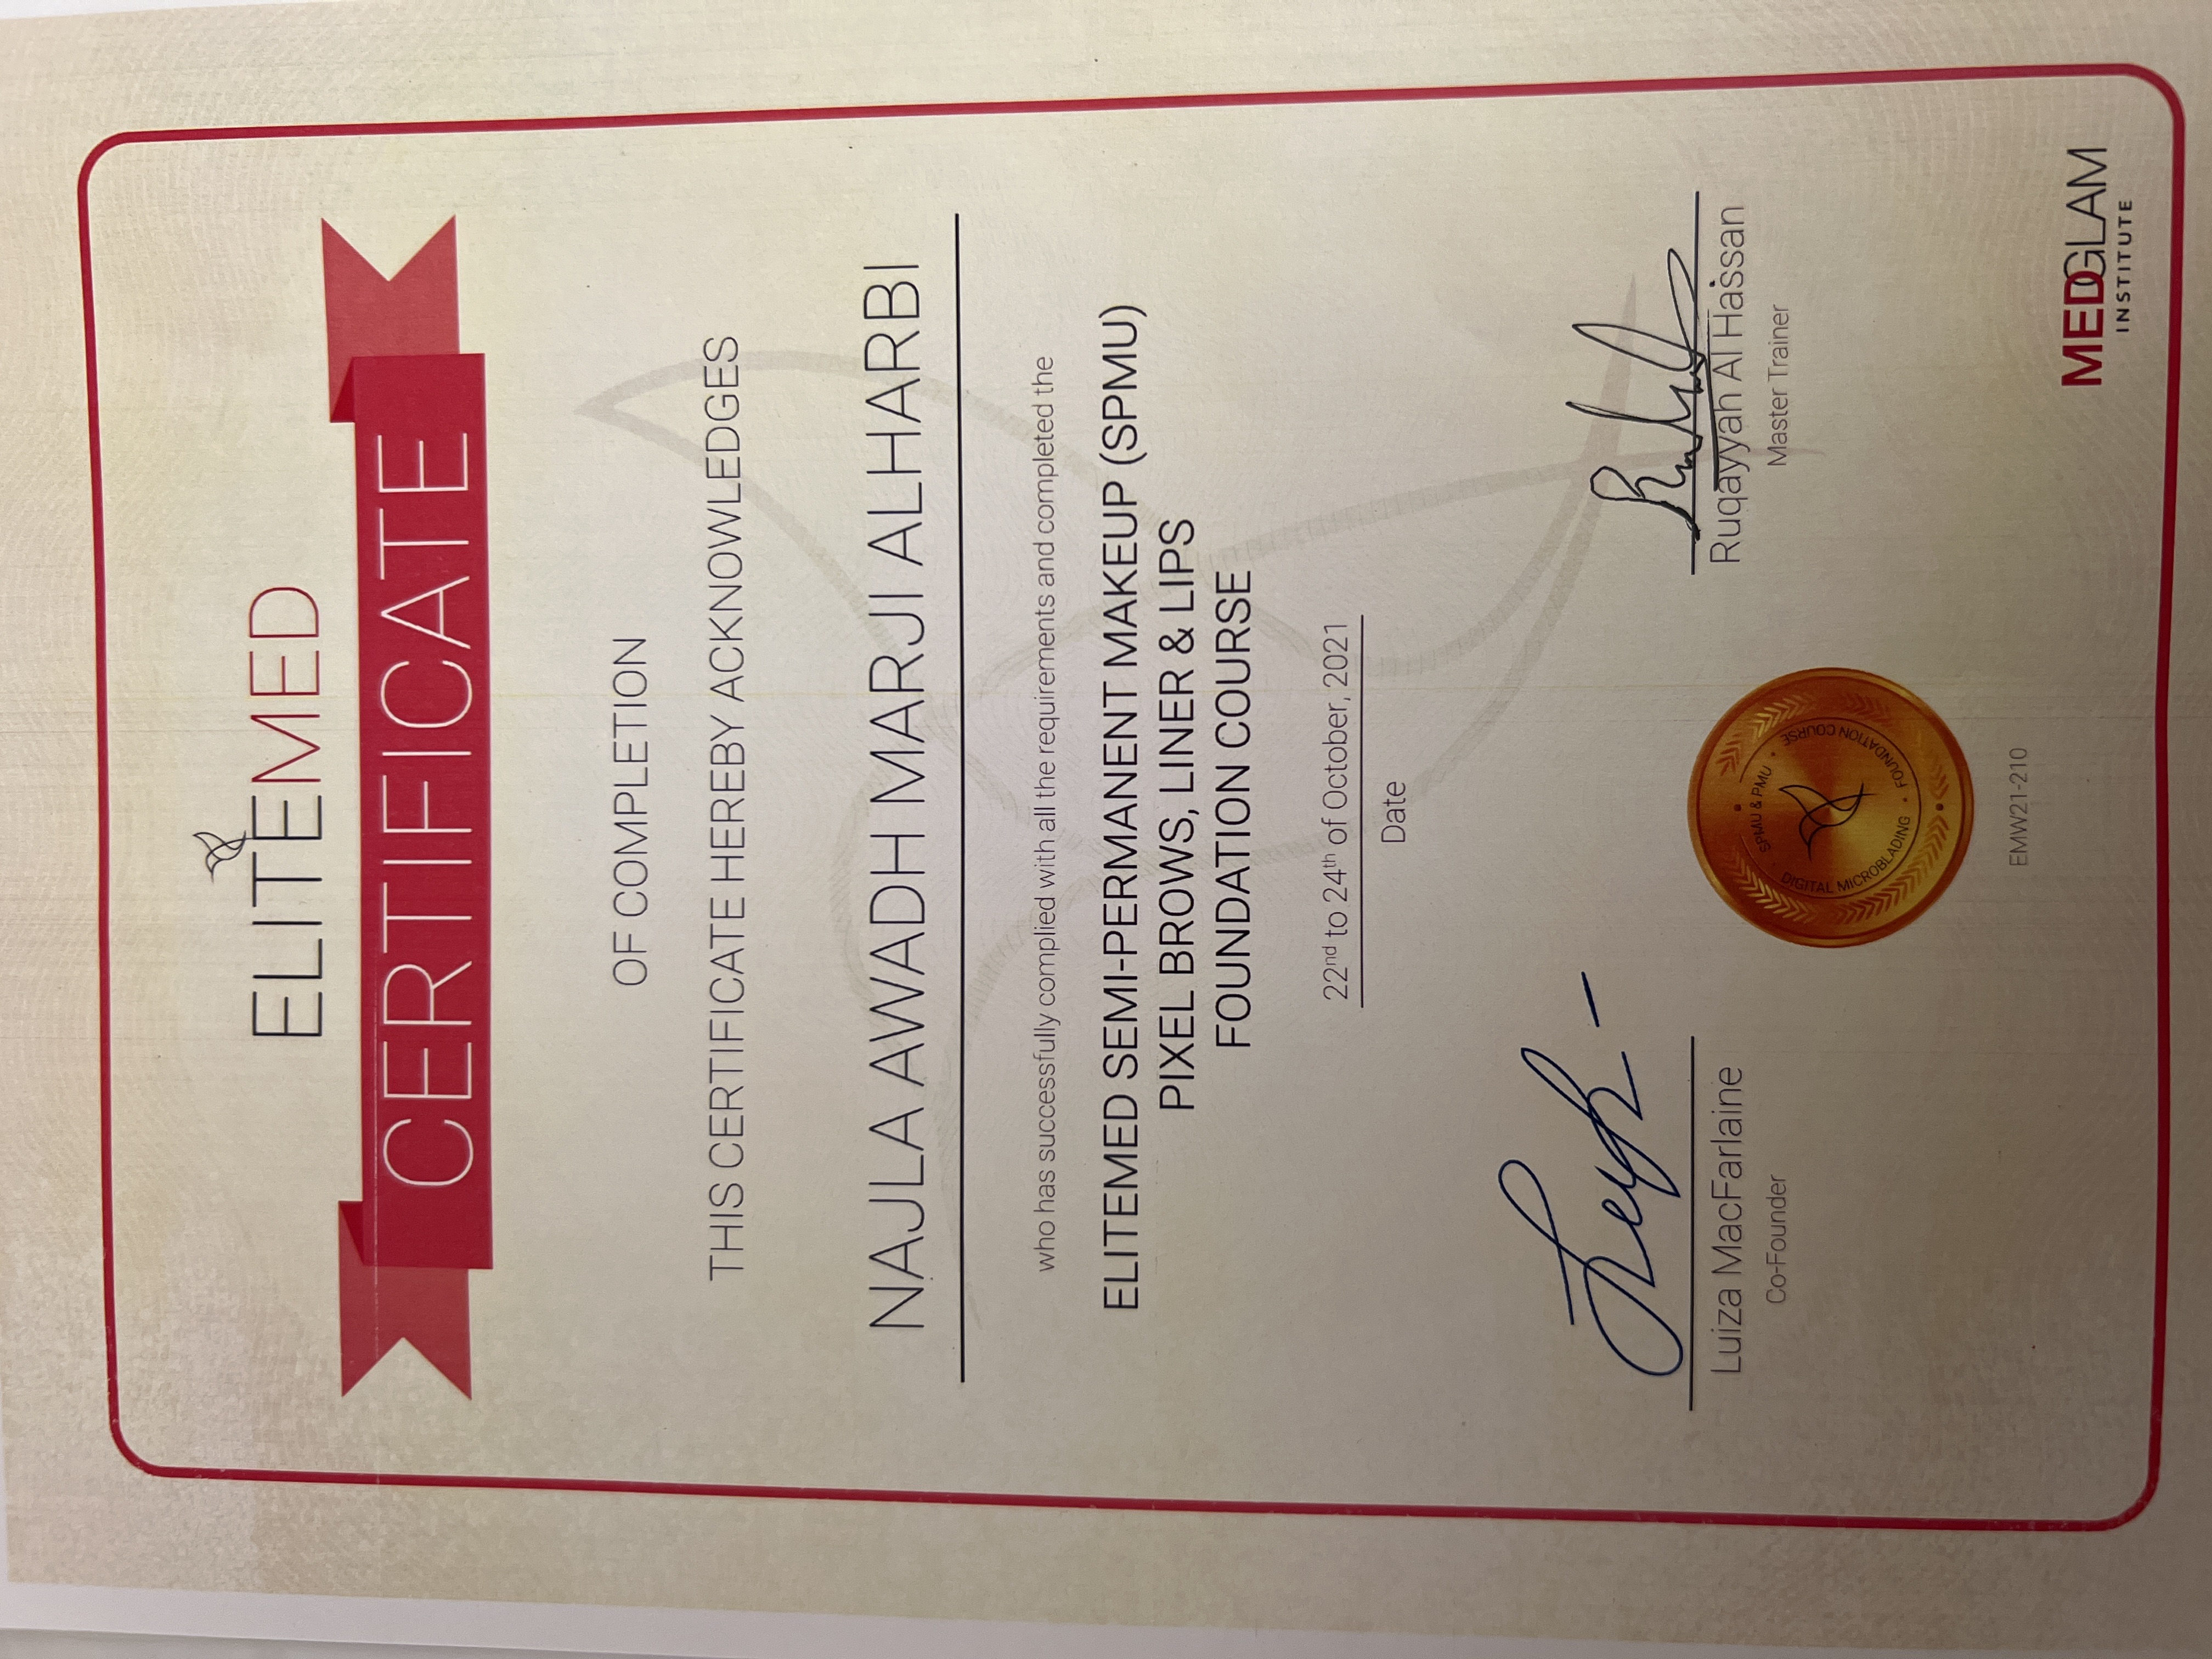 ELITEMED
CERTIFICATE
OF COMPLETION
THIS CERTIFICATE HEREBY ACKNOWLEDGES
NAJLA AWADH MARJI ALHARBI
who has successfully complied with all the requirements and completed the
ELITEMED SEMI-PERMANENT MAKEUP (SPMU)
PIXEL BROWS, LINER & LIPS
FOUNDATION COURSE
22nd to 24th of October, 2021
Date
Luiza MacFarlaine
Co-Founder
SPMU & PMU • FOUNDATION COURSE • DIGITAL MICROBLADING
Ruqayyah Al Hassan
Master Trainer
EMW21-210
MEDGLAM
INSTITUTE